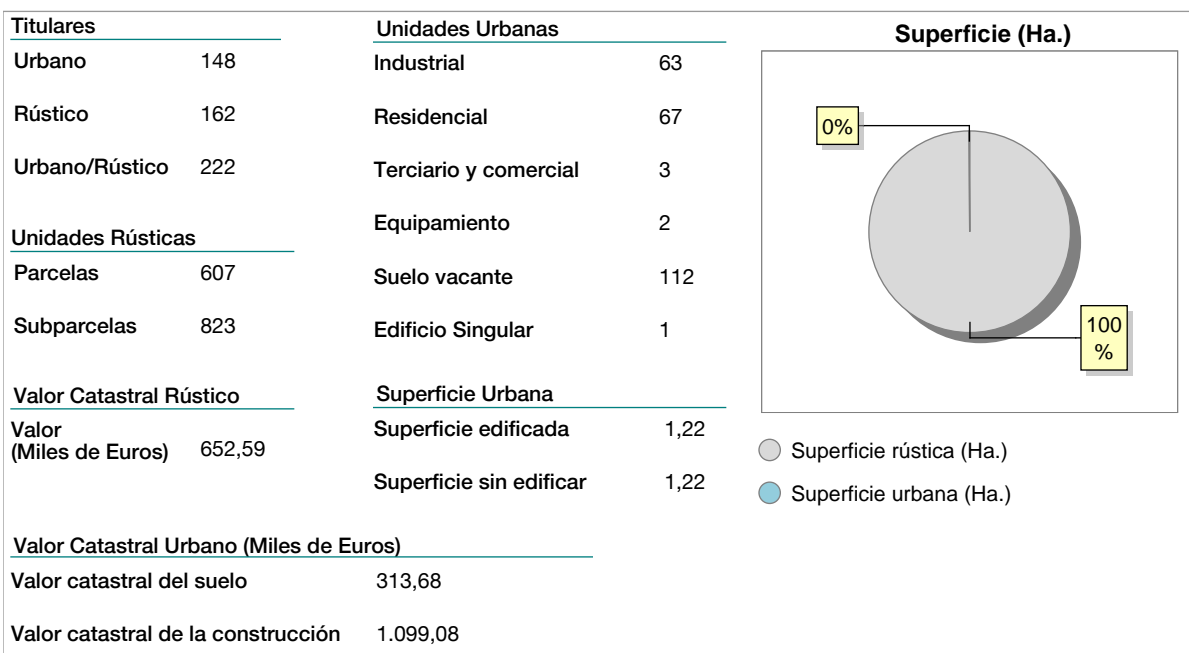 Titulares
Urbano 148
Rústico 162
Urbano/Rústico 222
Unidades Rústicas
Parcelas 607
Subparcelas 823
Valor Catastral Rústico
Valor
(Miles de Euros) 652,59
Unidades Urbanas
Industrial 63
Residencial 67
Terciario y comercial 3
Equipamiento 2
Suelo vacante 112
Edificio Singular 1
Superficie Urbana
Superficie edificada 1,22
Superficie sin edificar 1,22
Valor Catastral Urbano (Miles de Euros)
Valor catastral del suelo 313,68
Valor catastral de la construcción 1.099,08
Superficie (Ha.)
0%
100
%
Superficie rústica (Ha.)
Superficie urbana (Ha.)